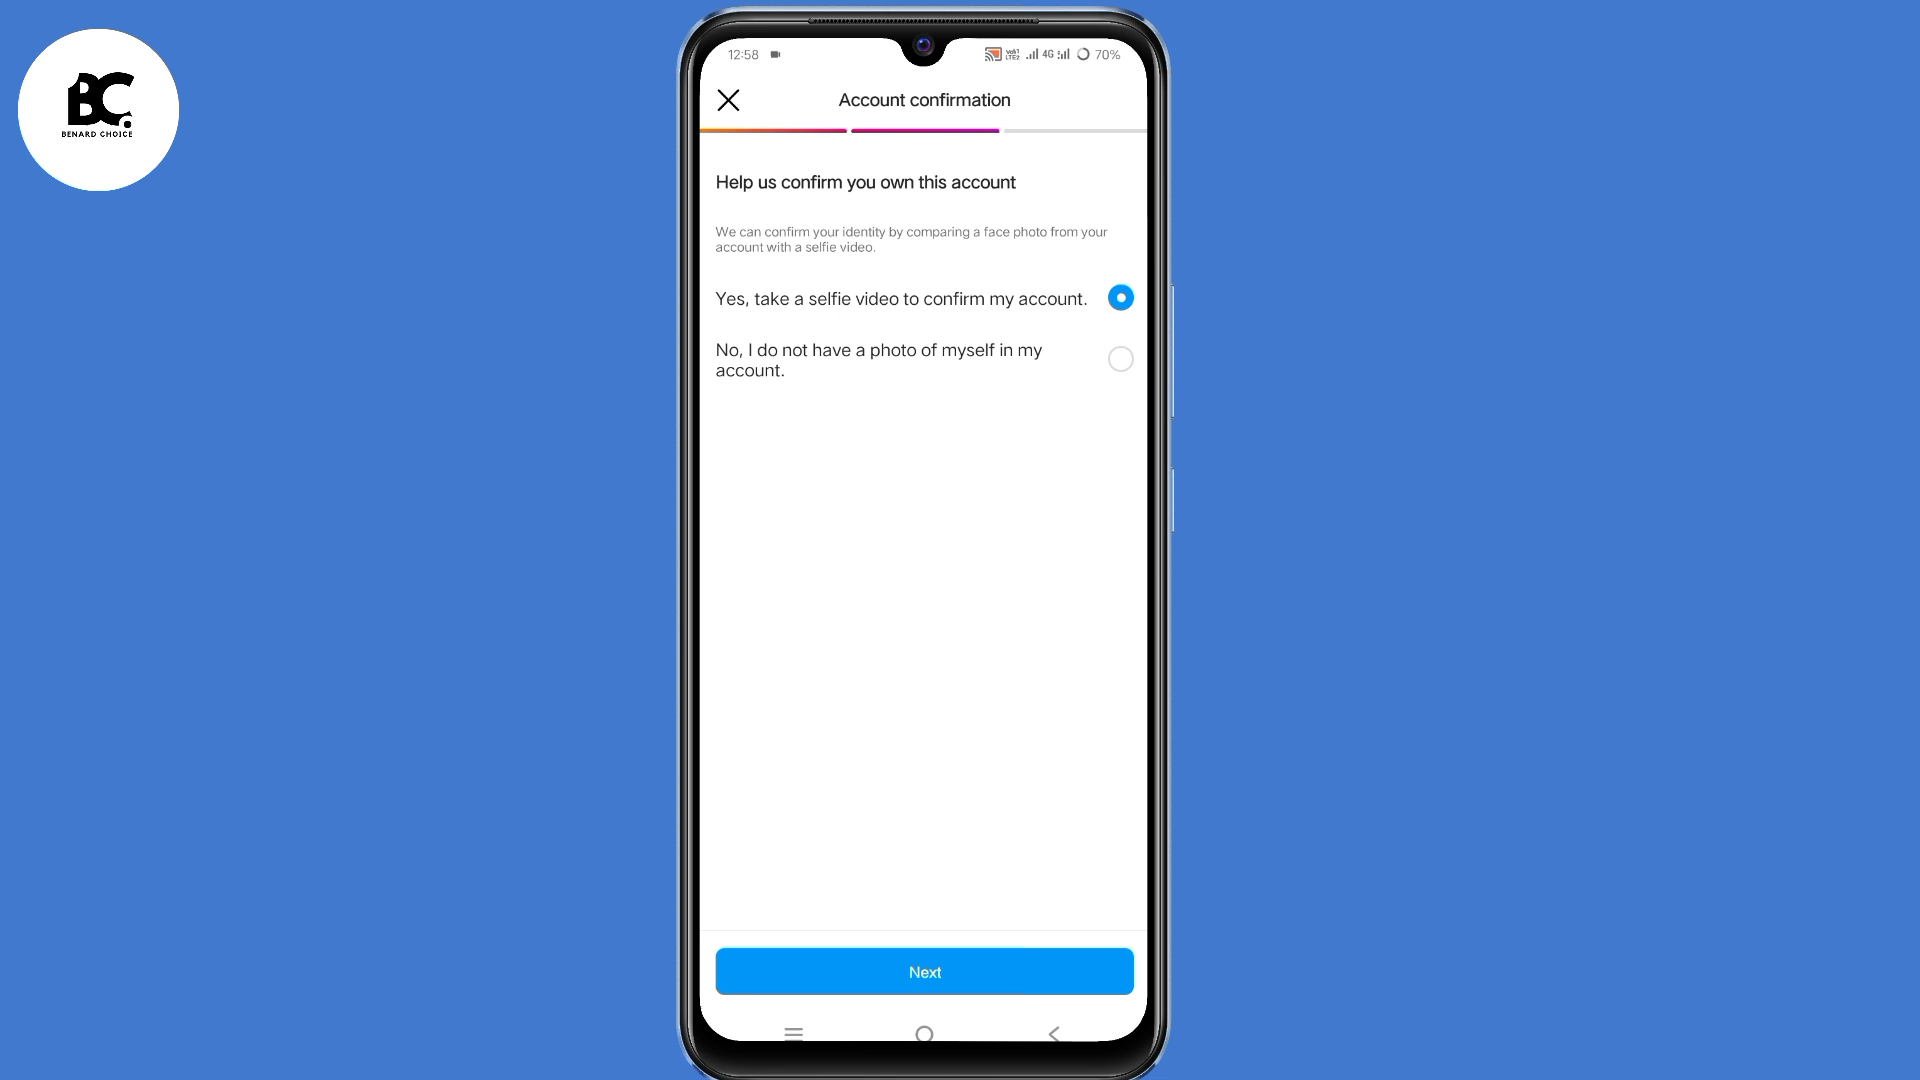 BC.
BENARD CHOICE
12:58
4G
70%
Account confirmation
Help us confirm you own this account
We can confirm your identity by comparing a face photo from your
account with a selfie video.
Yes, take a selfie video to confirm my account.
No, I do not have a photo of myself in my
account.
Next